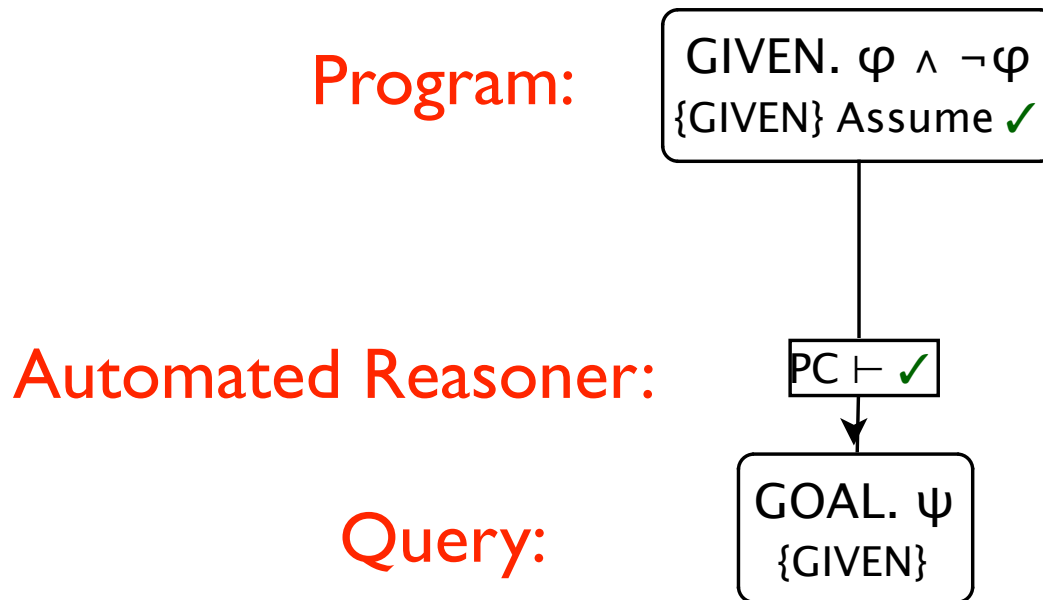 Program:
GIVEN. φ ∧ ¬φ
{GIVEN} Assume ✓
Automated Reasoner:
PC ⊢ ✓
Query:
GOAL. ψ
{GIVEN}